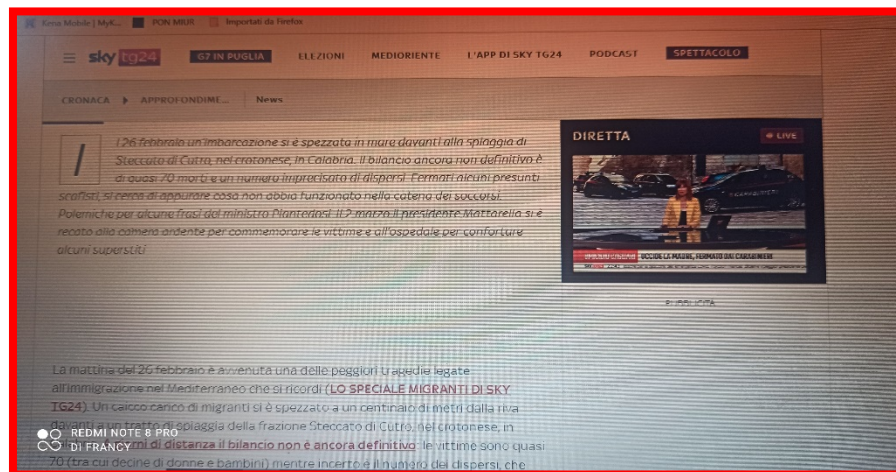 Kena Mobile | MyK... PON MIUR Importati da Firefox
sky tg24 G7 IN PUGLIA ELEZIONI MEDIORIENTE L'APP DI SKY TG24 PODCAST SPETTACOLO
CRONACA APPROFONDIME... News
I l 26 febbraio un'imbarcazione si è spezzata in mare davanti alla spiaggia di
Steccato di Cutro, nel crotonese, in Calabria. Il bilancio ancora non definitivo è
di quasi 70 morti e un numero imprecisato di dispersi. Fermati alcuni presunti
scafisti, si cerca di appurare cosa non abbia funzionato nella catena dei soccorsi.
Polemiche per alcune frasi del ministro Piantedosi. Il 2 marzo il presidente Mattarella si è
recato alla camera ardente per commemorare le vittime e all'ospedale per confortare
alcuni superstiti
DIRETTA LIVE
CARABINIERI
UCCIDE LA MADRE, FERMATO DAI CARABINIERI
PUBBLICITÀ
La mattina del 26 febbraio è avvenuta una delle peggiori tragedie legate
all'immigrazione nel Mediterraneo che si ricordi (LO SPECIALE MIGRANTI DI SKY
TG24). Un caicco carico di migranti si è spezzato a un centinaio di metri dalla riva
davanti a un tratto di spiaggia della frazione Steccato di Cutro, nel crotonese, in
di distanza il bilancio non è ancora definitivo: le vittime sono quasi
70 (tra cui decine di donne e bambini) mentre incerto è il numero dei dispersi, che
REDMI NOTE 8 PRO
DI FRANCY